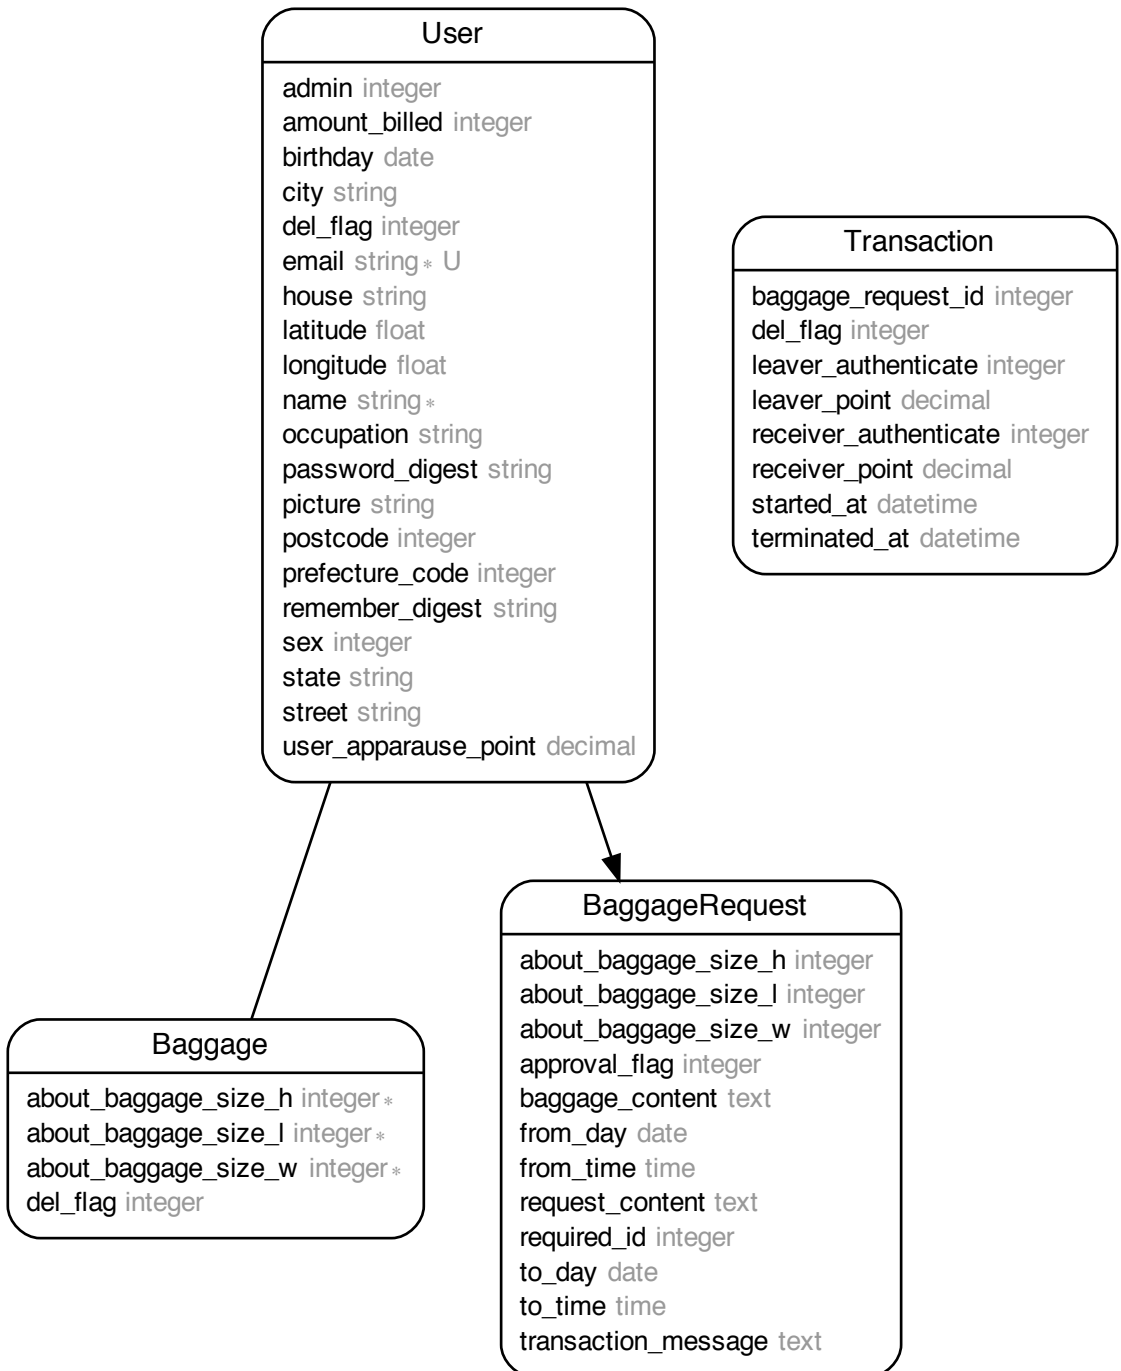 User
admin integer
amount_billed integer
birthday date
city string
del_flag integer
email string* U
house string
latitude float
longitude float
name string*
occupation string
password_digest string
picture string
postcode integer
prefecture_code integer
remember_digest string
sex integer
state string
street string
user_apparause_point decimal
Transaction
baggage_request_id integer
del_flag integer
leaver_authenticate integer
leaver_point decimal
receiver_authenticate integer
receiver_point decimal
started_at datetime
terminated_at datetime
Baggage
about_baggage_size_h integer*
about_baggage_size_l integer*
about_baggage_size_w integer*
del_flag integer
BaggageRequest
about_baggage_size_h integer
about_baggage_size_l integer
about_baggage_size_w integer
approval_flag integer
baggage_content text
from_day date
from_time time
request_content text
required_id integer
to_day date
to_time time
transaction_message text